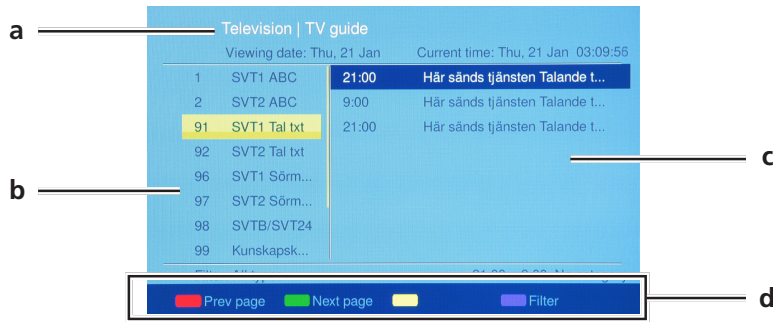 a
Television | TV guide
Viewing date: Thu, 21 Jan Current time: Thu, 21 Jan 03:09:56
1 SVT1 ABC 21:00 Här sänds tjänsten Talande t...
2 SVT2 ABC 9:00 Här sänds tjänsten Talande t...
91 SVT1 Tal txt 21:00 Här sänds tjänsten Talande t...
92 SVT2 Tal txt
c
96 SVT1 Sörm...
b
97 SVT2 Sörm...
98 SVTB/SVT24
99 Kunskapsk...
Prev page Next page Filter
d